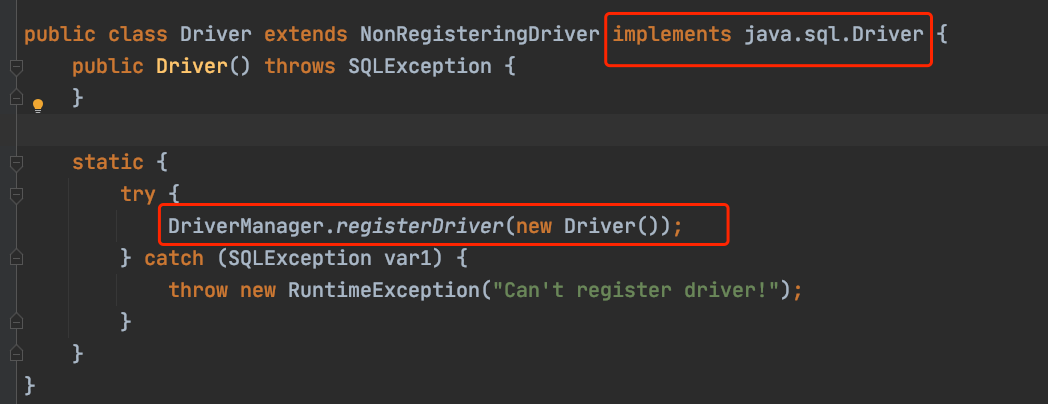 public class Driver extends NonRegisteringDriver implements java.sql.Driver {
    public Driver() throws SQLException {
    }

    static {
        try {
            DriverManager.registerDriver(new Driver());
        } catch (SQLException var1) {
            throw new RuntimeException("Can't register driver!");
        }
    }
}